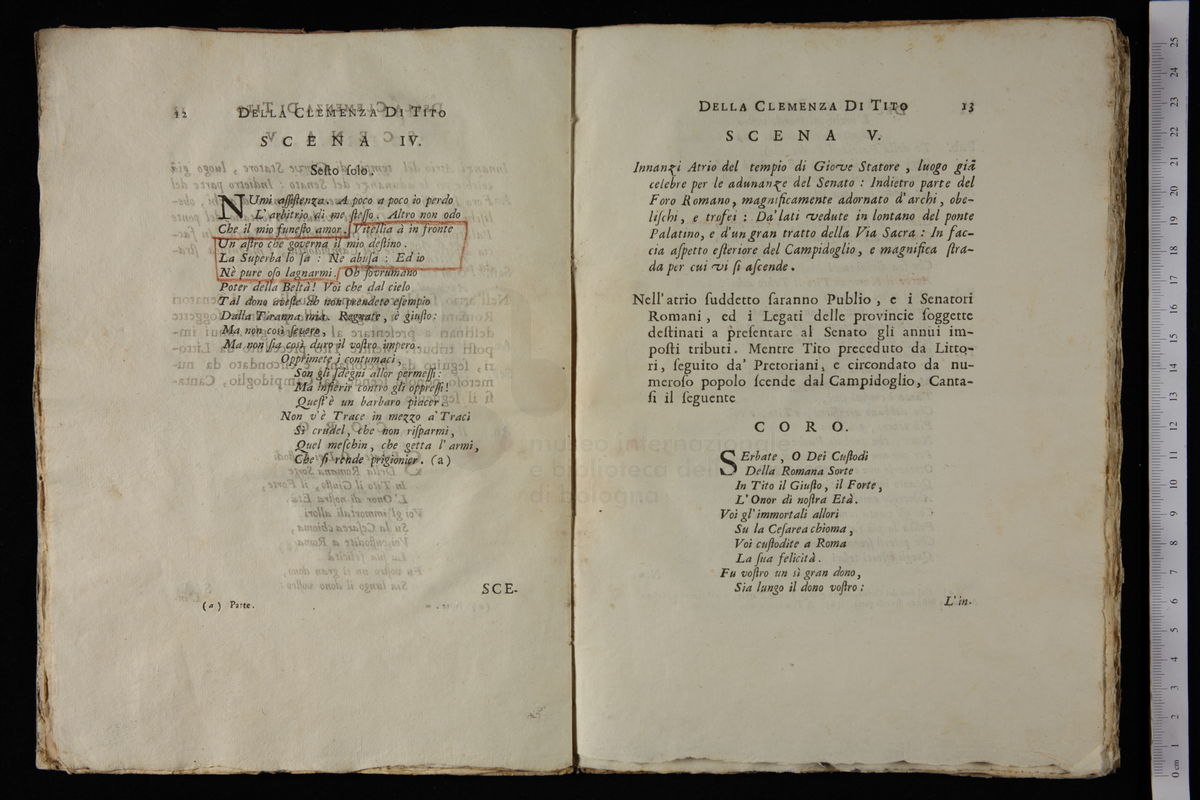 12 DELLA CLEMENZA DI TITO
SCENA IV.
Seſto ſolo.
NUmi aſſiſtenza. A poco a poco io perdo
L'arbitrio di me ſteſſo. Altro non odo
Che il mio funeſto amor. Vitellia à in fronte
Un aſtro che governa il mio deſtino.
La Superba lo ſa: Ne abuſa: Ed io
Nè pure oſo lagnarmi. Oh ſovrumano
Poter della Beltà! Voi che dal cielo
Tal dono aveſte ah non prendete eſempio
Dalla Tiranna mia. Regnate, è giuſto:
Ma non così ſevero,
Ma non ſia così duro il voſtro impero.
Opprimete i contumaci,
Son gli ſdegni allor permeſſi:
Ma infierir contro gli oppreſſi!
Queſt'è un barbaro piacer.
Non v'è Trace in mezzo a' Traci
Sì crudel, che non riſparmi,
Quel meſchin, che getta l'armi,
Che ſi rende prigionier. (a)
SCE-
(a) Parte.
DELLA CLEMENZA DI TITO 13
SCENA V.
Innanzi Atrio del tempio di Giove Statore, luogo già
celebre per le adunanze del Senato: Indietro parte del
Foro Romano, magnificamente adornato d'archi, obe-
liſchi, e trofei: Da'lati vedute in lontano del ponte
Palatino, e d'un gran tratto della Via Sacra: In fac-
cia aſpetto eſteriore del Campidoglio, e magnifica ſtra-
da per cui vi ſi aſcende.
Nell'atrio ſuddetto ſaranno Publio, e i Senatori
Romani, ed i Legati delle provincie ſoggette
deſtinati a preſentare al Senato gli annui im-
poſti tributi. Mentre Tito preceduto da Litto-
ri, ſeguito da' Pretoriani, e circondato da nu-
meroſo popolo ſcende dal Campidoglio, Canta-
ſi il ſeguente
CORO.
SErbate, O Dei Cuſtodi
Della Romana Sorte
In Tito il Giuſto, il Forte,
L'Onor di noſtra Età.
Voi gl'immortali allori
Su la Ceſarea chioma,
Voi cuſtodite a Roma
La ſua felicità.
Fu voſtro un sì gran dono,
Sia lungo il dono voſtro:
L'in-
museo internazionale
e biblioteca della
di bologna